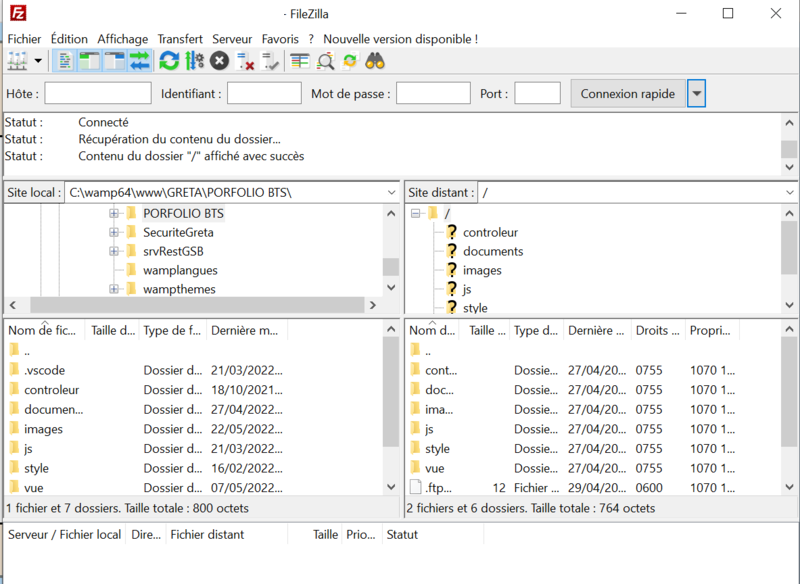 - FileZilla
Fichier Édition Affichage Transfert Serveur Favoris ? Nouvelle version disponible !
Hôte : Identifiant : Mot de passe : Port : Connexion rapide
Statut : Connecté
Statut : Récupération du contenu du dossier...
Statut : Contenu du dossier "/" affiché avec succès
Site local : C:\wamp64\www\GRETA\PORFOLIO BTS\
PORFOLIO BTS
SecuriteGreta
srvRestGSB
wamplangues
wampthemes
Site distant : /
/
controleur
documents
images
js
style
Nom de fic... Taille d... Type de f... Dernière m...
..
.vscode Dossier d... 21/03/2022...
controleur Dossier d... 18/10/2021...
documen... Dossier d... 27/04/2022...
images Dossier d... 22/05/2022...
js Dossier d... 21/03/2022...
style Dossier d... 16/02/2022...
vue Dossier d... 07/05/2022...
1 fichier et 7 dossiers. Taille totale : 800 octets
Nom d... Taille ... Type d... Dernière ... Droits ... Propri...
..
cont... Dossie... 27/04/20... 0755 1070 1...
doc... Dossie... 27/04/20... 0755 1070 1...
ima... Dossie... 27/04/20... 0755 1070 1...
js Dossie... 27/04/20... 0755 1070 1...
style Dossie... 27/04/20... 0755 1070 1...
vue Dossie... 27/04/20... 0755 1070 1...
.ftp... 12 Fichier ... 29/04/20... 0600 1070 1...
2 fichiers et 6 dossiers. Taille totale : 764 octets
Serveur / Fichier local Dire... Fichier distant Taille Prio... Statut